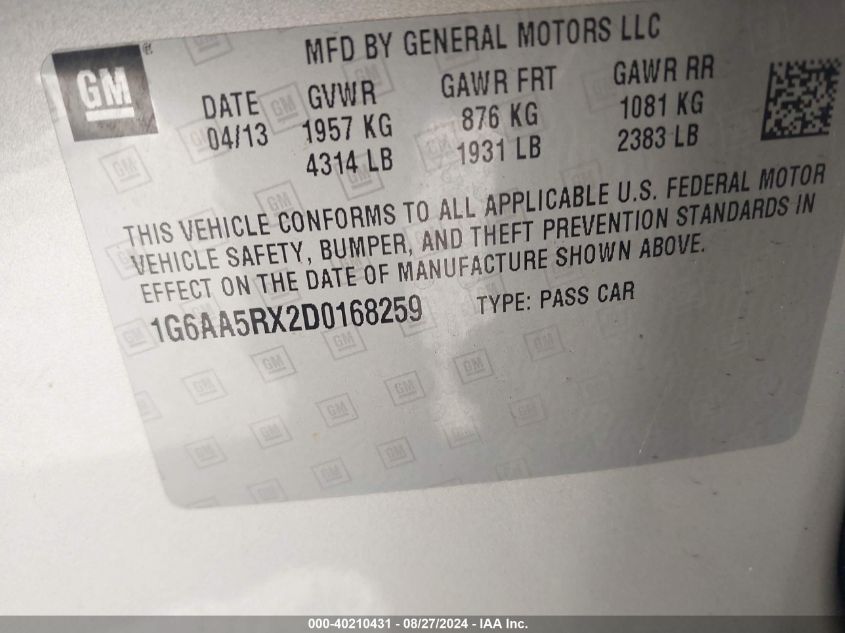 MFD BY GENERAL MOTORS LLC
GM
DATE GVWR GAWR FRT GAWR RR
04/13 1957 KG 876 KG 1081 KG
4314 LB 1931 LB 2383 LB
THIS VEHICLE CONFORMS TO ALL APPLICABLE U.S. FEDERAL MOTOR
VEHICLE SAFETY, BUMPER, AND THEFT PREVENTION STANDARDS IN
EFFECT ON THE DATE OF MANUFACTURE SHOWN ABOVE.
1G6AA5RX2D0168259 TYPE: PASS CAR
000-40210431 - 08/27/2024 - IAA Inc.